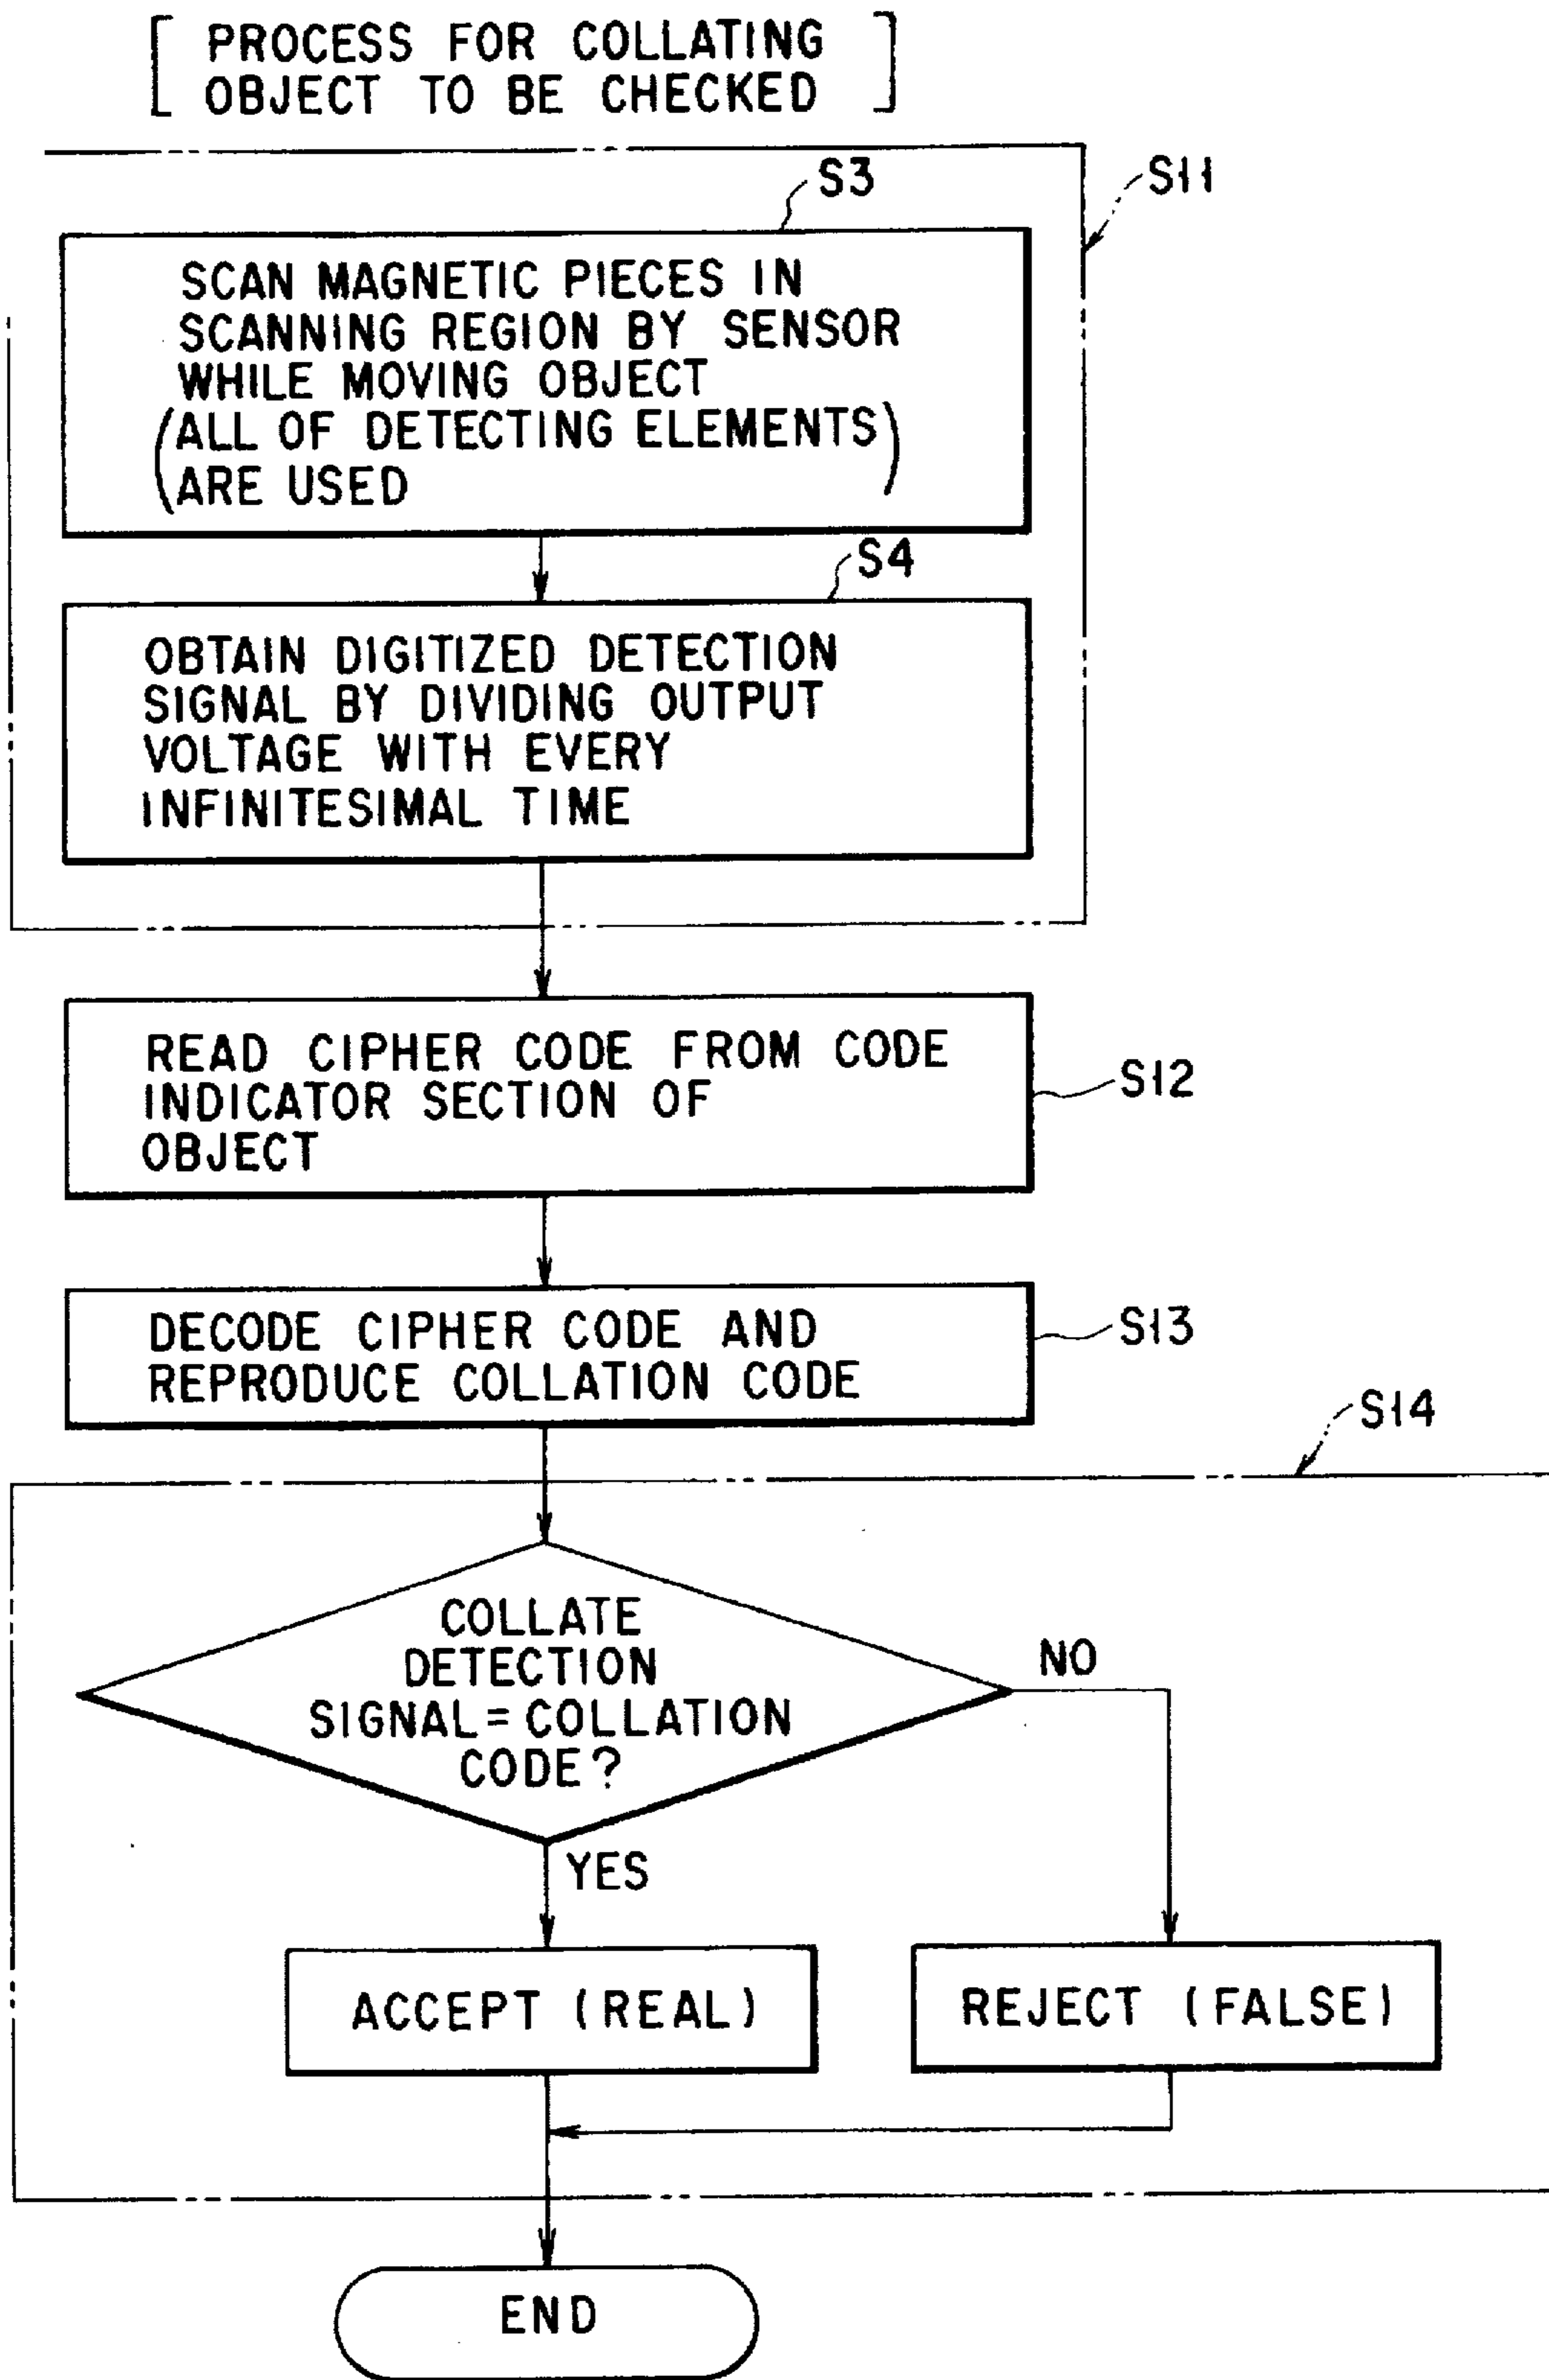 [ PROCESS FOR COLLATING
OBJECT TO BE CHECKED ]
S3
S11
SCAN MAGNETIC PIECES IN
SCANNING REGION BY SENSOR
WHILE MOVING OBJECT
(ALL OF DETECTING ELEMENTS
ARE USED)
S4
OBTAIN DIGITIZED DETECTION
SIGNAL BY DIVIDING OUTPUT
VOLTAGE WITH EVERY
INFINITESIMAL TIME
READ CIPHER CODE FROM CODE
INDICATOR SECTION OF
OBJECT
S12
DECODE CIPHER CODE AND
REPRODUCE COLLATION CODE
S13
S14
COLLATE
DETECTION
SIGNAL=COLLATION
CODE?
NO
YES
ACCEPT (REAL)
REJECT (FALSE)
END